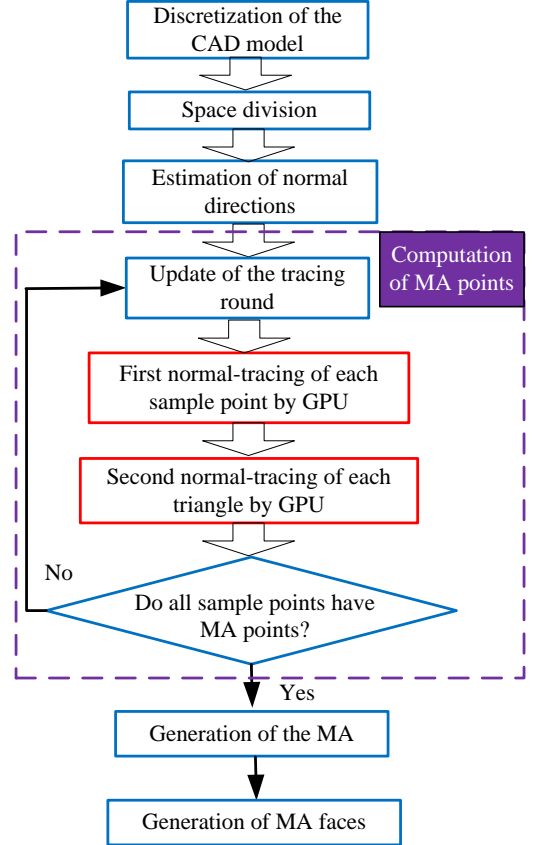 Discretization of the
CAD model
Space division
Estimation of normal
directions
Computation
of MA points
Update of the tracing
round
First normal-tracing of each
sample point by GPU
Second normal-tracing of each
triangle by GPU
No
Do all sample points have
MA points?
Yes
Generation of the MA
Generation of MA faces